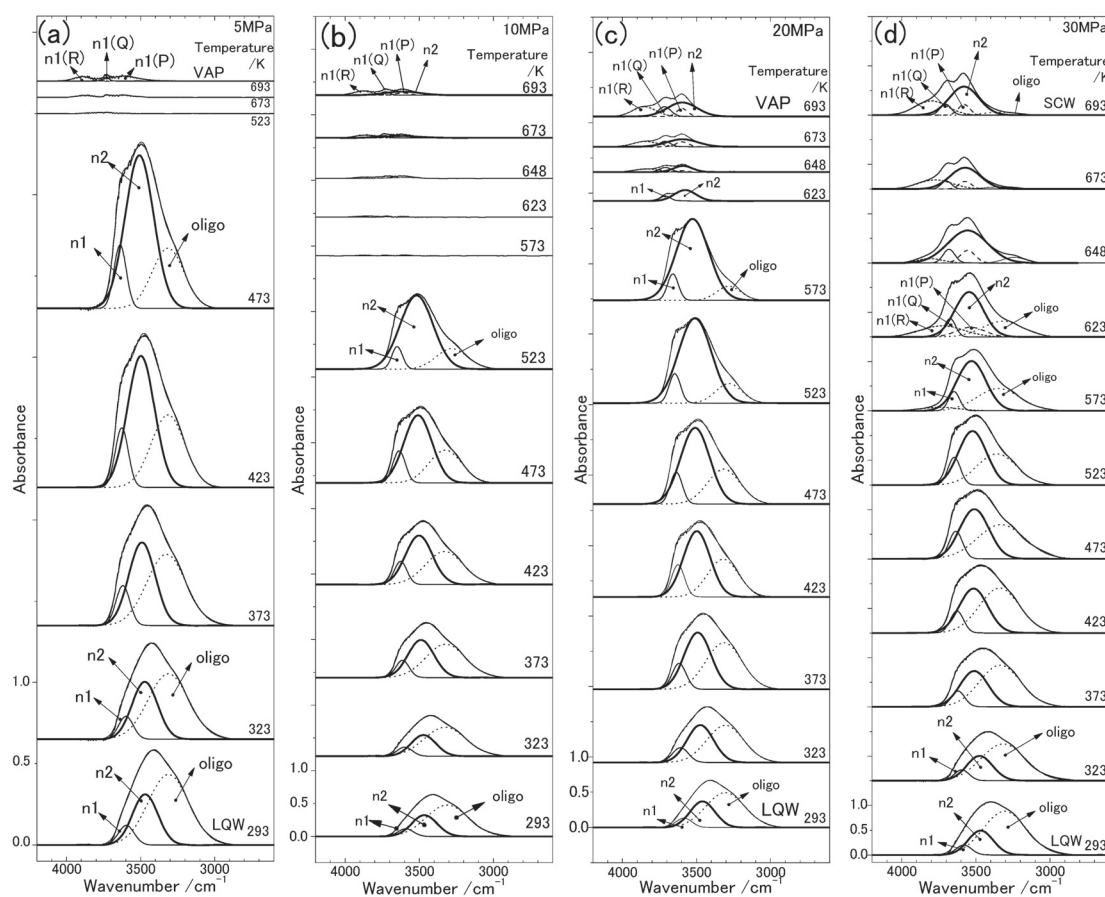 (a) 5MPa
n1(Q)
Temperature
/K
n1(R) n1(P)
VAP
693
673
523
n2
oligo
n1
473
423
373
n2 oligo
1.0
n1
323
0.5
n2 oligo
n1
LQW 293
0.0
4000 3500 3000
Wavenumber /cm⁻¹
Absorbance
(b) 10MPa
n1(P)
n1(Q) n2
n1(R)
Temperature
/K
693
673
648
623
573
n2
oligo
n1
523
473
423
373
323
1.0
n2
0.5 oligo
n1
293
0.0
4000 3500 3000
Wavenumber /cm⁻¹
Absorbance
(c) 20MPa
n1(P)
n1(Q) n2
n1(R)
Temperature
/K
VAP
693
673
648
n1 n2
623
n2
n1 oligo
573
523
473
423
373
323
1.0
n2 oligo
0.5
n1
LQW
293
0.0
4000 3500 3000
Wavenumber /cm⁻¹
Absorbance
(d) 30MPa
n2
n1(P)
n1(Q)
n1(R)
Temperature
/K
oligo
SCW 693
673
648
n1(P)
n1(Q) n2
n1(R) oligo
623
n2
n1 oligo
573
523
473
423
373
n2 oligo
n1
323
1.0
n2 oligo
0.5
n1
LQW 293
0.0
4000 3500 3000
Wavenumber /cm⁻¹
Absorbance